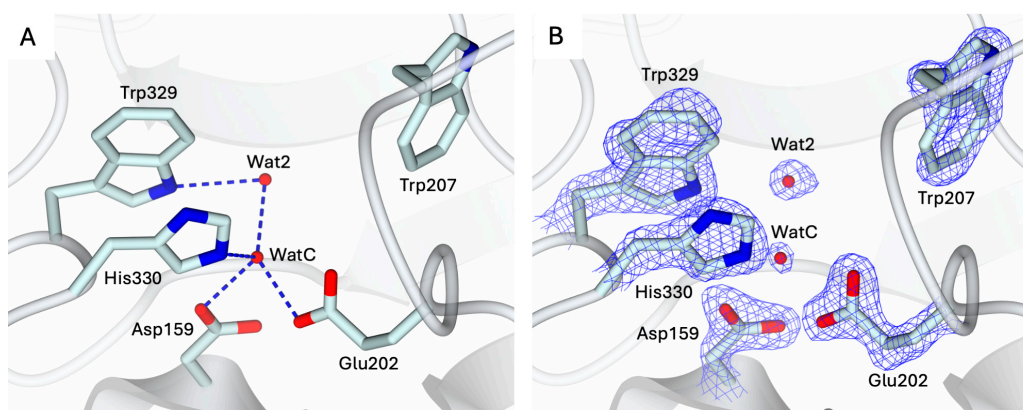 A
Trp329
Wat2
Trp207
WatC
His330
Asp159
Glu202
B
Trp329
Wat2
Trp207
WatC
His330
Asp159
Glu202